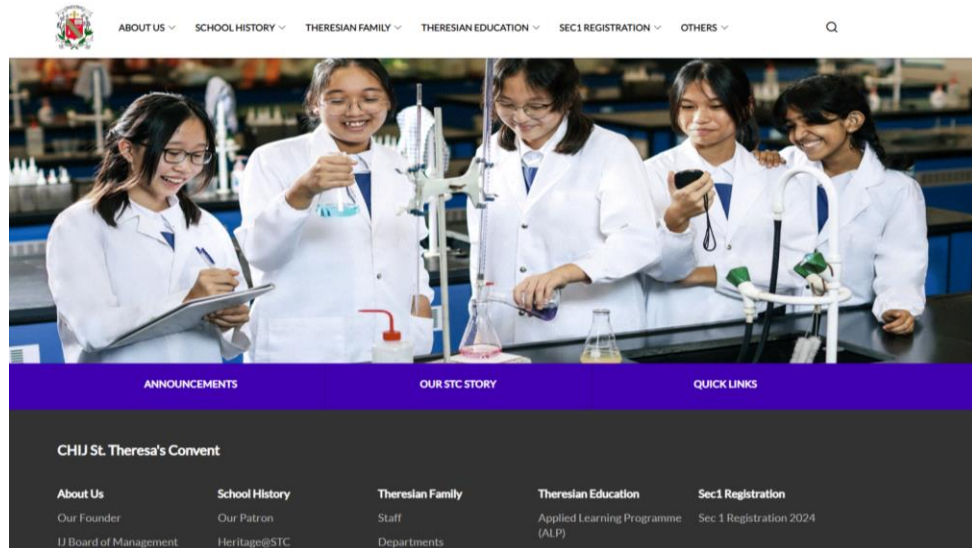 ABOUT US SCHOOL HISTORY THERESIAN FAMILY THERESIAN EDUCATION SEC1 REGISTRATION OTHERS
ANNOUNCEMENTS OUR STC STORY QUICK LINKS
CHIJ St. Theresa's Convent
About Us School History Theresian Family Theresian Education Sec1 Registration
Our Founder Our Patron Staff Applied Learning Programme Sec 1 Registration 2024
(ALP)
IJ Board of Management Heritage@STC Departments